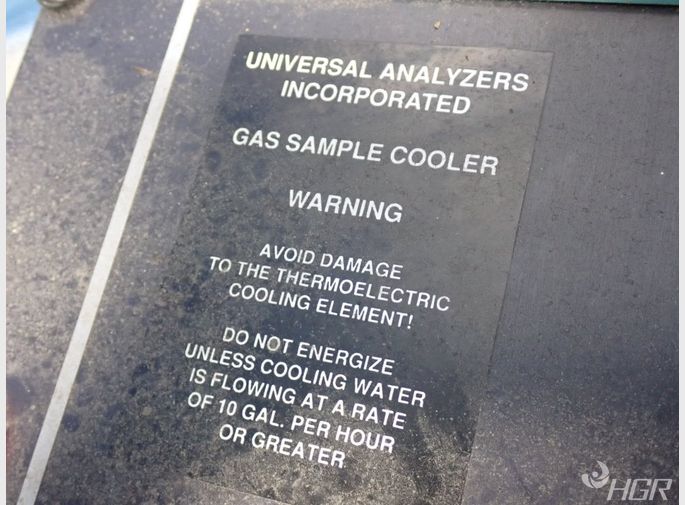 UNIVERSAL ANALYZERS
INCORPORATED
GAS SAMPLE COOLER
WARNING
AVOID DAMAGE
TO THE THERMOELECTRIC
COOLING ELEMENT!
DO NOT ENERGIZE
UNLESS COOLING WATER
IS FLOWING AT A RATE
OF 10 GAL. PER HOUR
OR GREATER
HGR